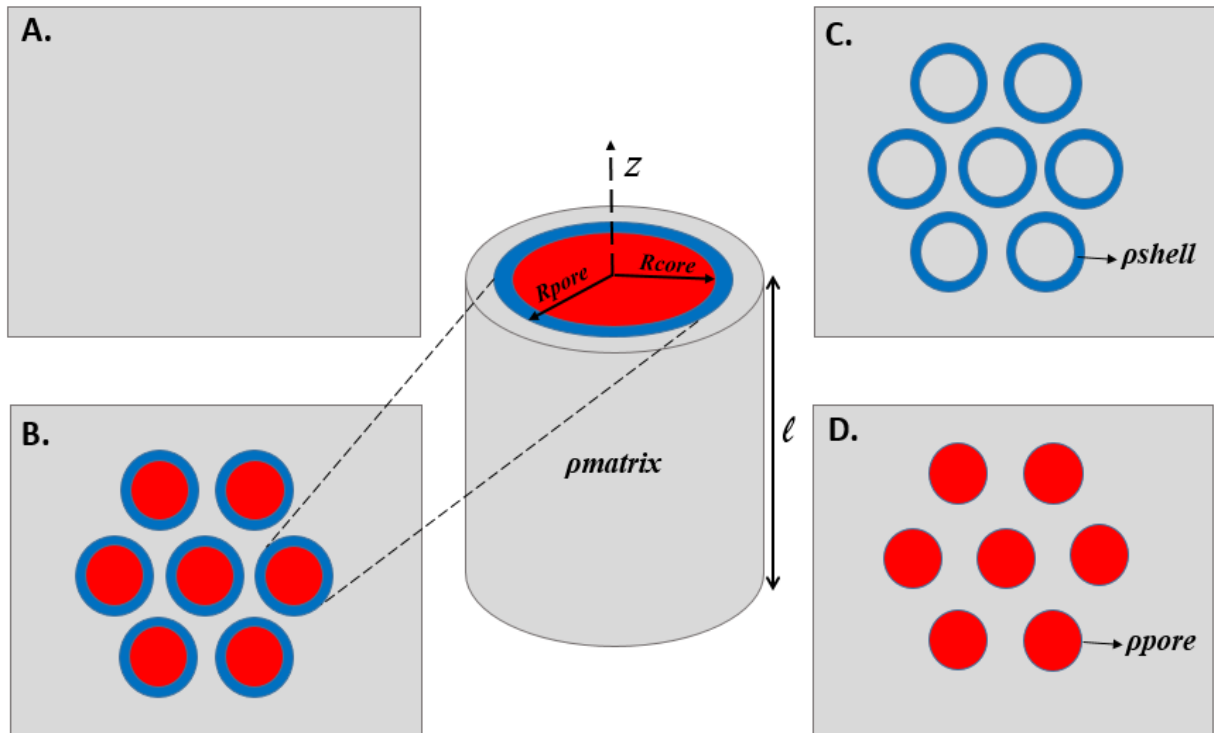 A.
C.
Z
Rpore
Rcore
ρshell
B.
ρmatrix
ℓ
D.
ρpore